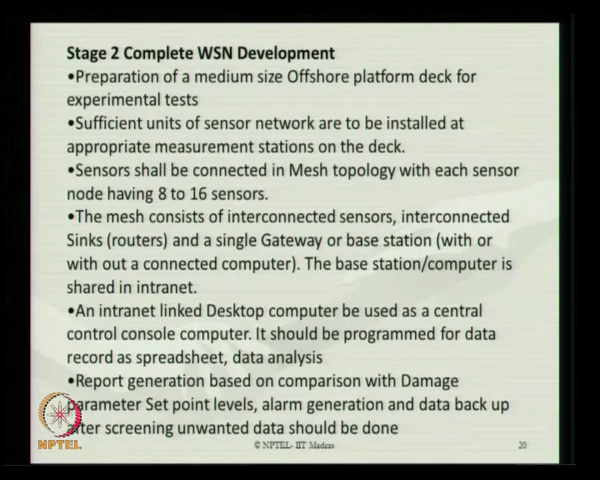 Stage 2 Complete WSN Development
•Preparation of a medium size Offshore platform deck for
experimental tests
•Sufficient units of sensor network are to be installed at
appropriate measurement stations on the deck.
•Sensors shall be connected in Mesh topology with each sensor
node having 8 to 16 sensors.
•The mesh consists of interconnected sensors, interconnected
Sinks (routers) and a single Gateway or base station (with or
with out a connected computer). The base station/computer is
shared in intranet.
•An intranet linked Desktop computer be used as a central
control console computer. It should be programmed for data
record as spreadsheet, data analysis
•Report generation based on comparison with Damage
parameter Set point levels, alarm generation and data back up
after screening unwanted data should be done
NPTEL
© NPTEL- IIT Madras
20